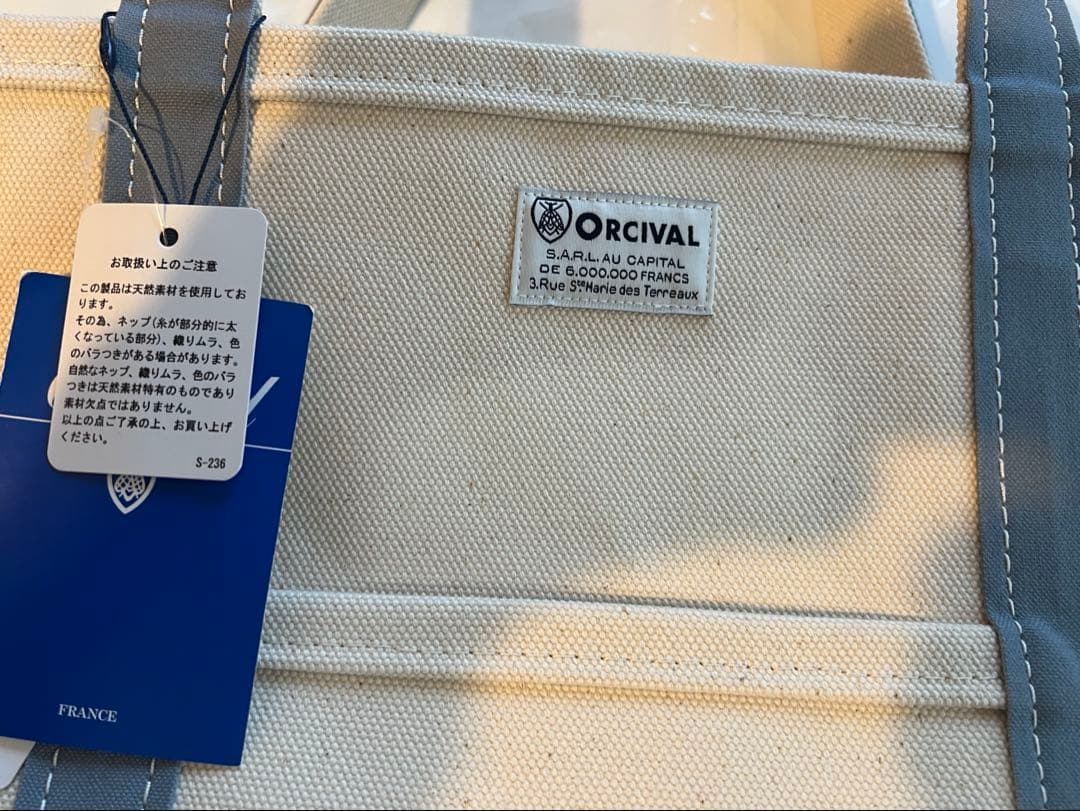 ORCIVAL
S.A.R.L. AU CAPITAL
DE 6.000.000 FRANCS
3.Rue Ste Marie des Terreaux
お取扱い上のご注意
この製品は天然素材を使用してお
ります。
その為、ネップ(糸が部分的に太
くなっている部分)、織りムラ、色
のバラつきがある場合があります。
自然なネップ、織りムラ、色のバラ
つきは天然素材特有のものであり
素材欠点ではありません。
以上の点ご了承の上、お買い上げ
ください。
S-236
FRANCE